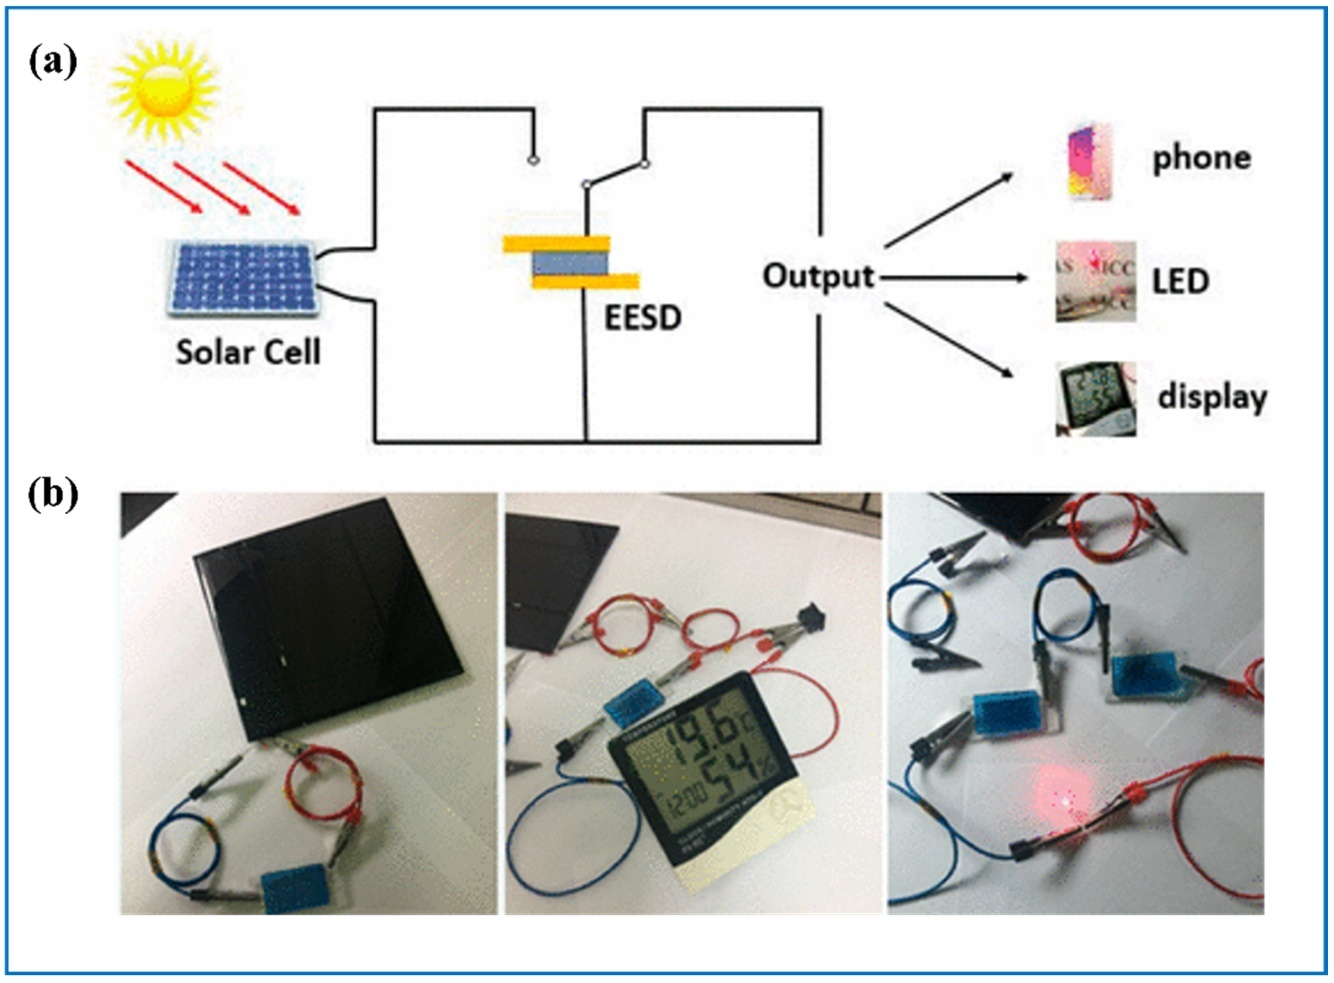 (a)
phone
Output
LED
EESD
Solar Cell
display
(b)
19.6°C
54%
12:00